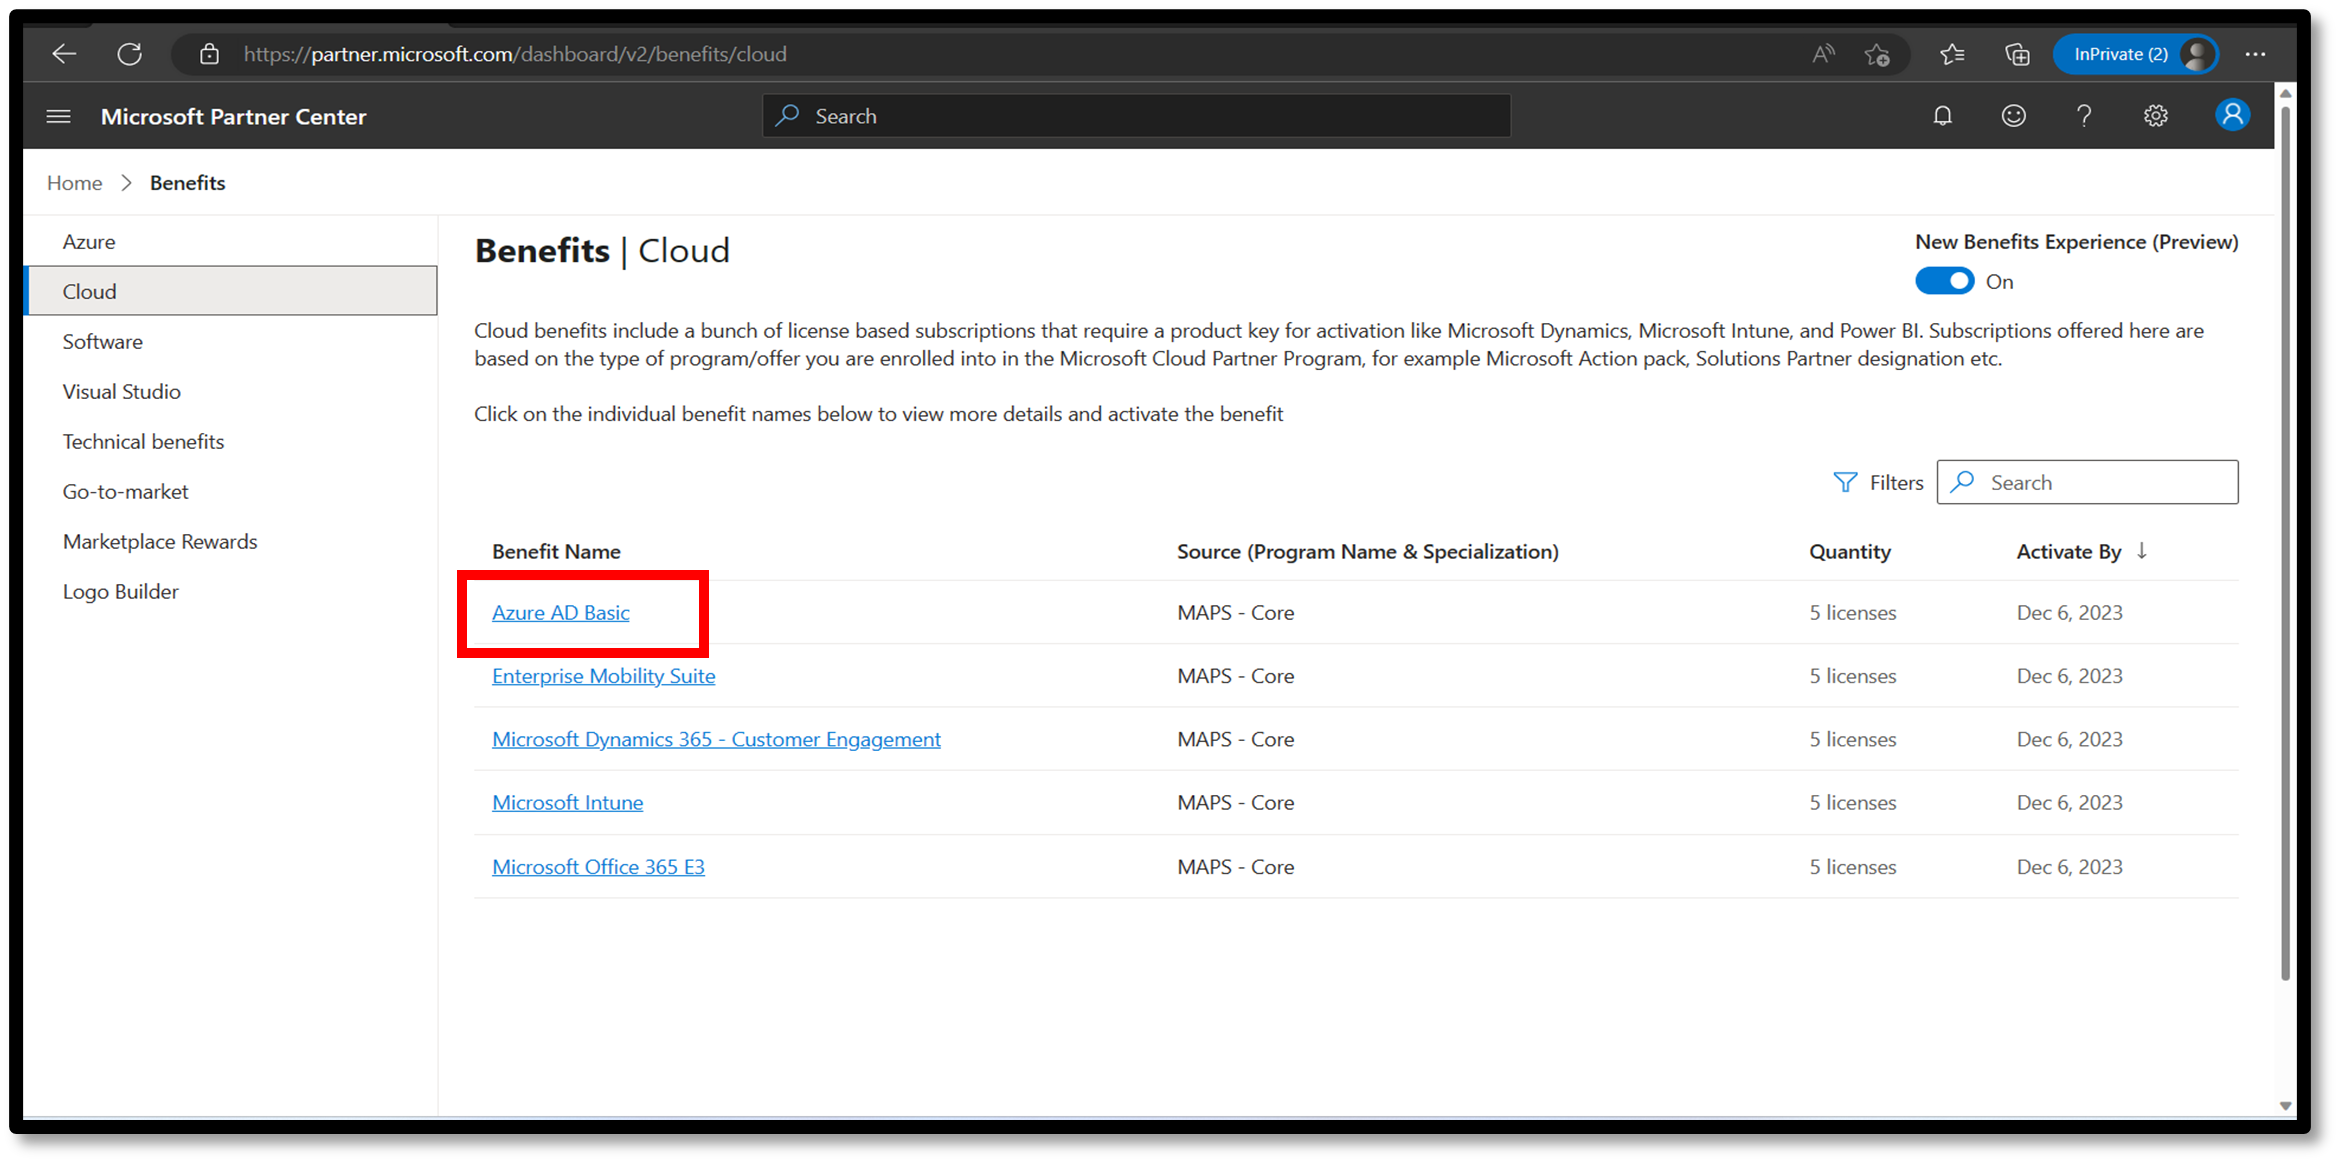 https://partner.microsoft.com/dashboard/v2/benefits/cloud
InPrivate (2)
Microsoft Partner Center
Search
Home > Benefits
Azure
Cloud
Software
Visual Studio
Technical benefits
Go-to-market
Marketplace Rewards
Logo Builder
Benefits | Cloud
New Benefits Experience (Preview)
On
Cloud benefits include a bunch of license based subscriptions that require a product key for activation like Microsoft Dynamics, Microsoft Intune, and Power BI. Subscriptions offered here are
based on the type of program/offer you are enrolled into in the Microsoft Cloud Partner Program, for example Microsoft Action pack, Solutions Partner designation etc.
Click on the individual benefit names below to view more details and activate the benefit
Filters
Search
Benefit Name Source (Program Name & Specialization) Quantity Activate By ↓
Azure AD Basic MAPS - Core 5 licenses Dec 6, 2023
Enterprise Mobility Suite MAPS - Core 5 licenses Dec 6, 2023
Microsoft Dynamics 365 - Customer Engagement MAPS - Core 5 licenses Dec 6, 2023
Microsoft Intune MAPS - Core 5 licenses Dec 6, 2023
Microsoft Office 365 E3 MAPS - Core 5 licenses Dec 6, 2023